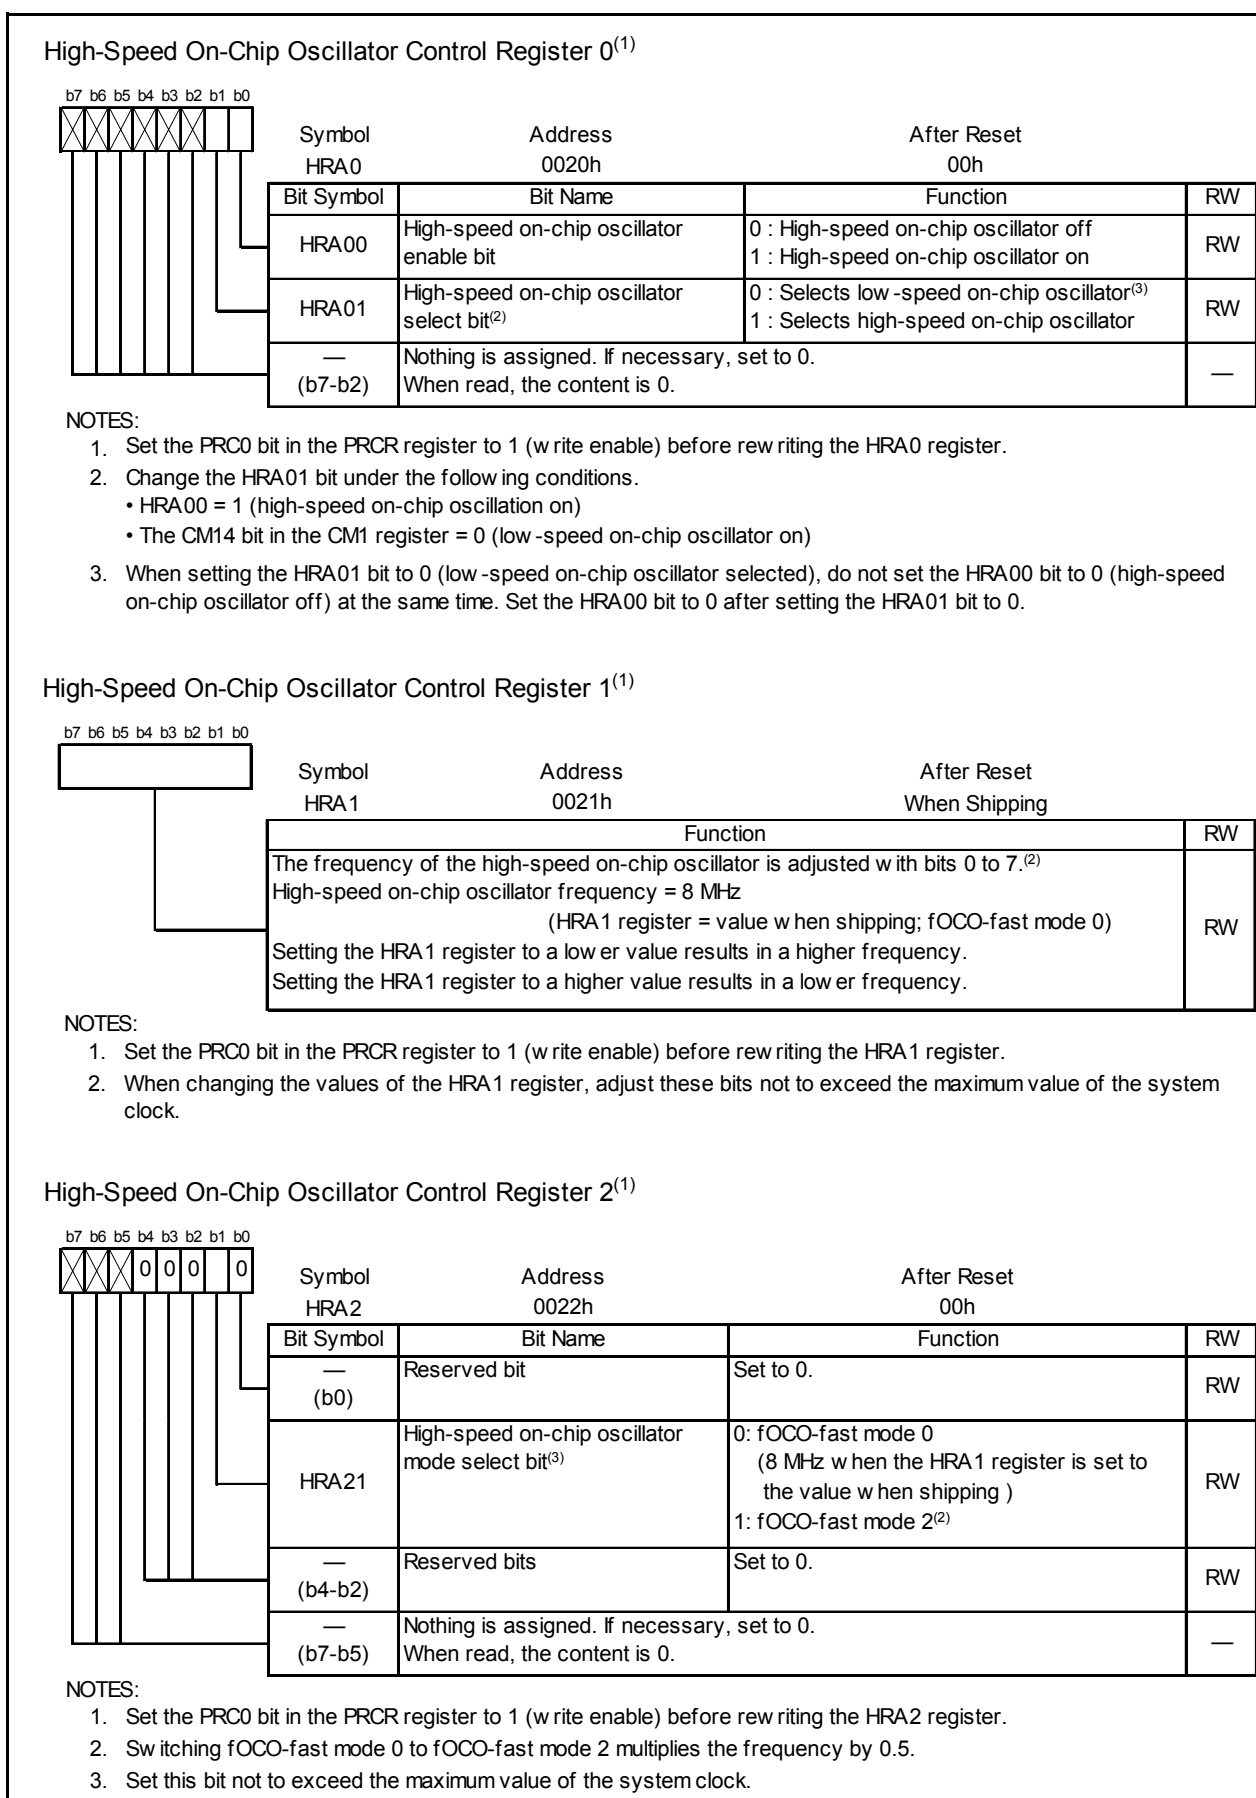 High-Speed On-Chip Oscillator Control Register 0(1)
b7 b6 b5 b4 b3 b2 b1 b0
Symbol Address After Reset
HRA0 0020h 00h
Bit Symbol Bit Name Function RW
HRA00 High-speed on-chip oscillator enable bit 0 : High-speed on-chip oscillator off 1 : High-speed on-chip oscillator on RW
HRA01 High-speed on-chip oscillator select bit(2) 0 : Selects low-speed on-chip oscillator(3) 1 : Selects high-speed on-chip oscillator RW
— (b7-b2) Nothing is assigned. If necessary, set to 0. When read, the content is 0. —
NOTES:
1. Set the PRC0 bit in the PRCR register to 1 (write enable) before rewriting the HRA0 register.
2. Change the HRA01 bit under the following conditions.
• HRA00 = 1 (high-speed on-chip oscillation on)
• The CM14 bit in the CM1 register = 0 (low-speed on-chip oscillator on)
3. When setting the HRA01 bit to 0 (low-speed on-chip oscillator selected), do not set the HRA00 bit to 0 (high-speed
on-chip oscillator off) at the same time. Set the HRA00 bit to 0 after setting the HRA01 bit to 0.
High-Speed On-Chip Oscillator Control Register 1(1)
b7 b6 b5 b4 b3 b2 b1 b0
Symbol Address After Reset
HRA1 0021h When Shipping
Function RW
The frequency of the high-speed on-chip oscillator is adjusted with bits 0 to 7.(2)
High-speed on-chip oscillator frequency = 8 MHz
(HRA1 register = value when shipping; fOCO-fast mode 0) RW
Setting the HRA1 register to a lower value results in a higher frequency.
Setting the HRA1 register to a higher value results in a lower frequency.
NOTES:
1. Set the PRC0 bit in the PRCR register to 1 (write enable) before rewriting the HRA1 register.
2. When changing the values of the HRA1 register, adjust these bits not to exceed the maximum value of the system
clock.
High-Speed On-Chip Oscillator Control Register 2(1)
b7 b6 b5 b4 b3 b2 b1 b0
0 0 0 0
Symbol Address After Reset
HRA2 0022h 00h
Bit Symbol Bit Name Function RW
— (b0) Reserved bit Set to 0. RW
HRA21 High-speed on-chip oscillator mode select bit(3) 0: fOCO-fast mode 0 (8 MHz when the HRA1 register is set to the value when shipping ) 1: fOCO-fast mode 2(2) RW
— (b4-b2) Reserved bits Set to 0. RW
— (b7-b5) Nothing is assigned. If necessary, set to 0. When read, the content is 0. —
NOTES:
1. Set the PRC0 bit in the PRCR register to 1 (write enable) before rewriting the HRA2 register.
2. Switching fOCO-fast mode 0 to fOCO-fast mode 2 multiplies the frequency by 0.5.
3. Set this bit not to exceed the maximum value of the system clock.